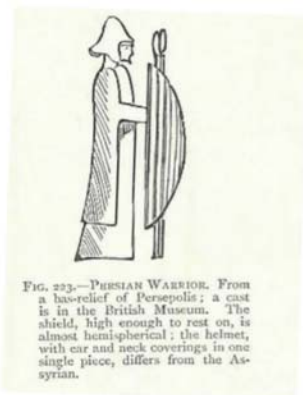 FIG. 223.—PERSIAN WARRIOR. From
a bas-relief of Persepolis; a cast
is in the British Museum. The
shield, high enough to rest on, is
almost hemispherical; the helmet,
with ear and neck coverings in one
single piece, differs from the As-
syrian.